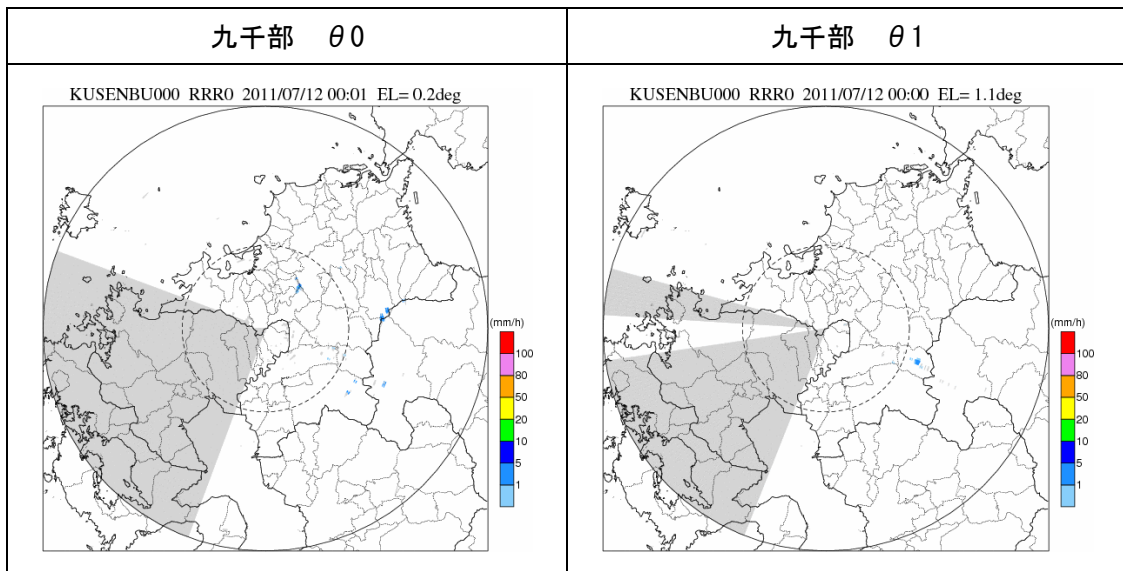 九千部 θ0
九千部 θ1
KUSENBU000 RRR0 2011/07/12 00:01 EL= 0.2deg
(mm/h)
100
80
50
20
10
5
1
KUSENBU000 RRR0 2011/07/12 00:00 EL= 1.1deg
(mm/h)
100
80
50
20
10
5
1